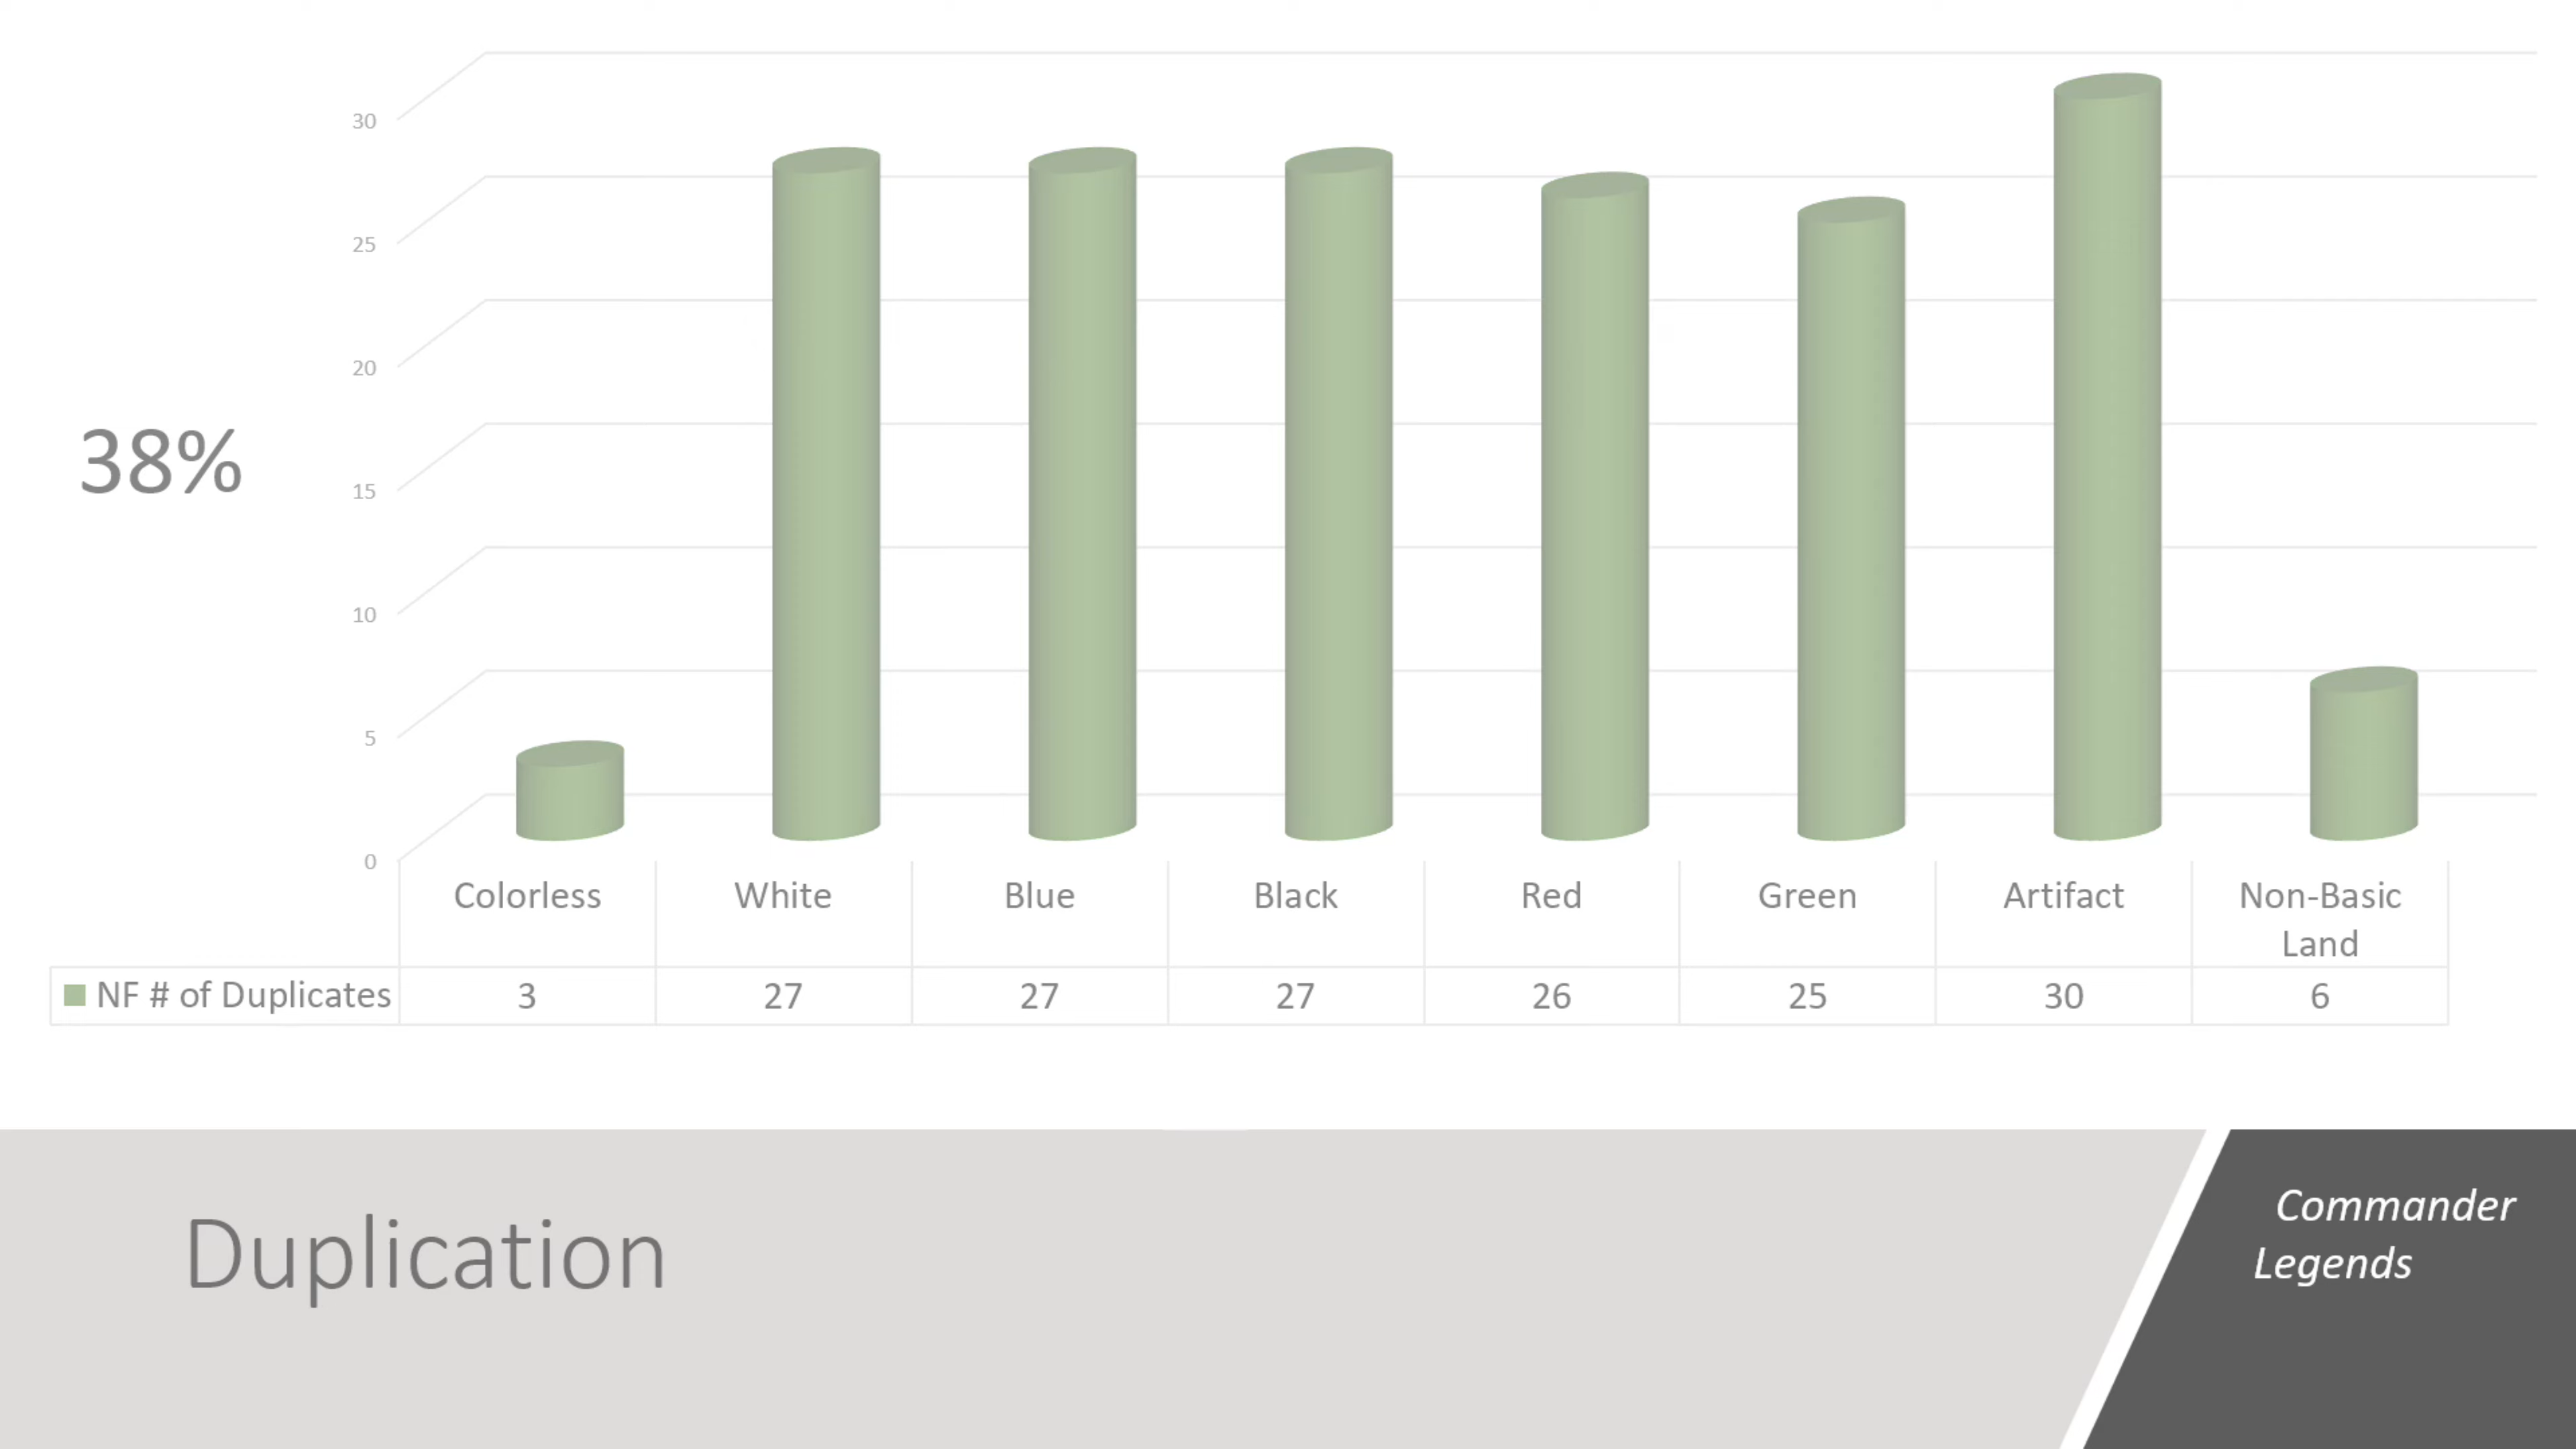 30
25
20
38%
15
10
5
0
Colorless White Blue Black Red Green Artifact Non-Basic
Land
NF # of Duplicates 3 27 27 27 26 25 30 6
Duplication
Commander
Legends